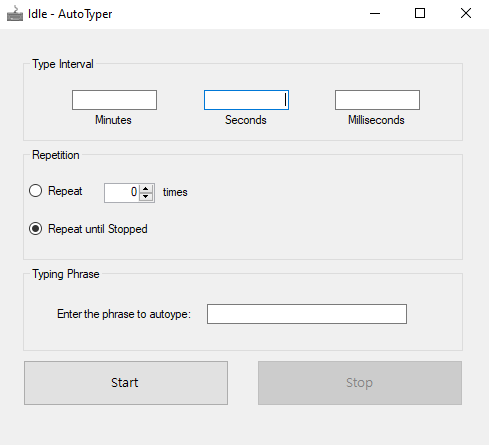 Idle - AutoTyper
Type Interval
Minutes Seconds Milliseconds
Repetition
Repeat 0 times
Repeat until Stopped
Typing Phrase
Enter the phrase to autoype:
Start Stop